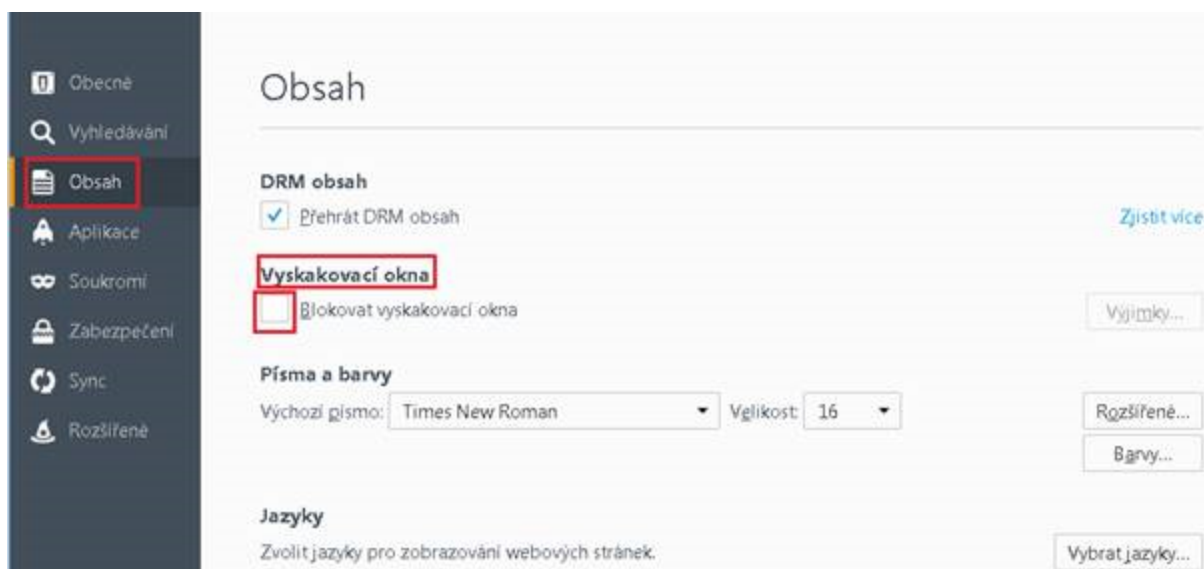 Obecné
Vyhledávání
Obsah
Aplikace
Soukromí
Zabezpečení
Sync
Rozšířené
Obsah
DRM obsah
Přehrát DRM obsah
Zjistit více
Vyskakovací okna
Blokovat vyskakovací okna
Výjimky...
Písma a barvy
Výchozí písmo: Times New Roman Velikost: 16 Rozšířené...
Barvy...
Jazyky
Zvolit jazyky pro zobrazování webových stránek. Vybrat jazyky...